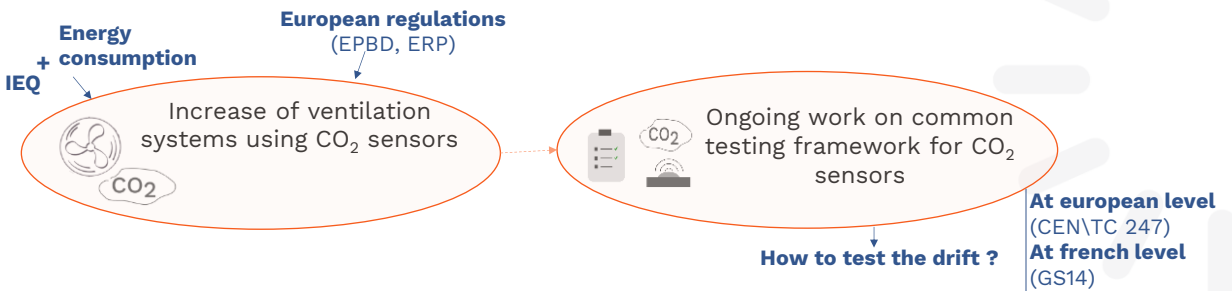 Energy
+ consumption
IEQ
European regulations
(EPBD, ERP)
Increase of ventilation
systems using CO₂ sensors
CO₂
CO₂
Ongoing work on common
testing framework for CO₂
sensors
How to test the drift ?
At european level
(CEN\TC 247)
At french level
(GS14)